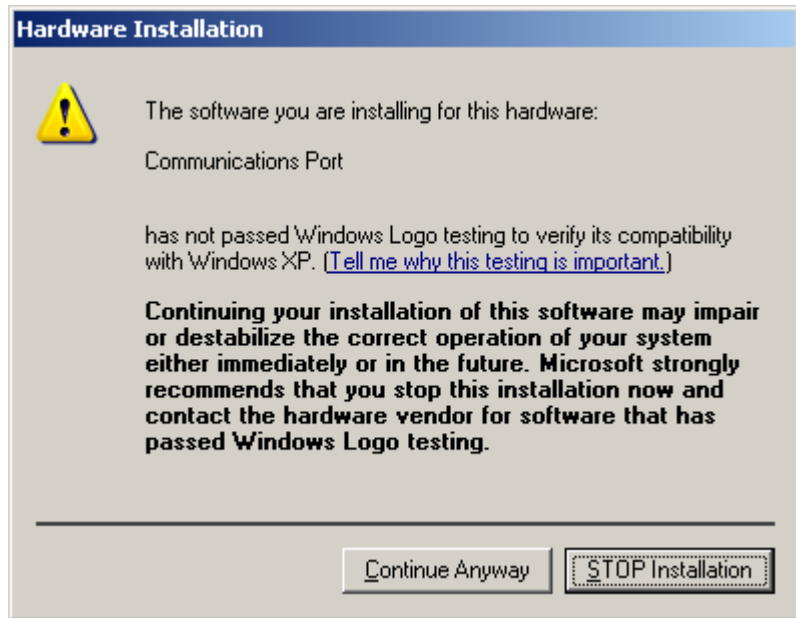 Hardware Installation
The software you are installing for this hardware:
Communications Port
has not passed Windows Logo testing to verify its compatibility
with Windows XP. (Tell me why this testing is important.)
Continuing your installation of this software may impair
or destabilize the correct operation of your system
either immediately or in the future. Microsoft strongly
recommends that you stop this installation now and
contact the hardware vendor for software that has
passed Windows Logo testing.
Continue Anyway
STOP Installation